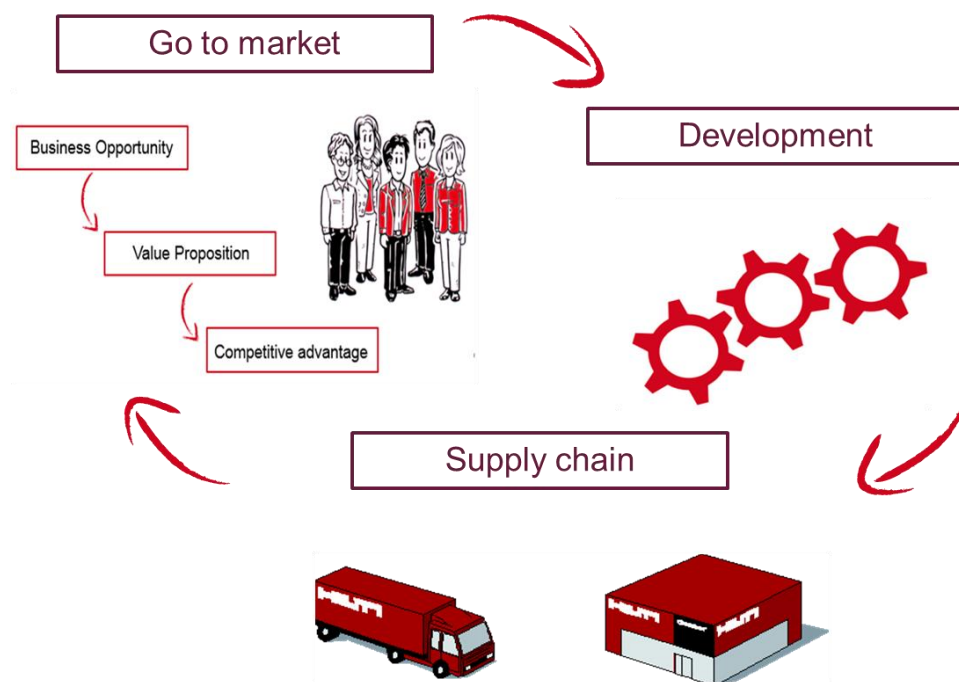 Go to market
Development
Business Opportunity
Value Proposition
Competitive advantage
Supply chain